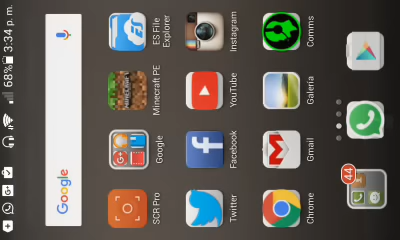 68% 3:34 p. m.
Google
SCR Pro
Google
Minecraft PE
ES File
Explorer
Twitter
Facebook
YouTube
Instagram
Chrome
Gmail
Galeria
Comms
44